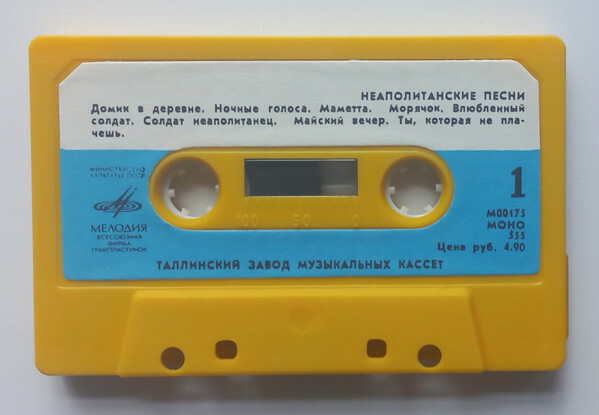 НЕАПОЛИТАНСКИЕ ПЕСНИ
Домик в деревне. Ночные голоса. Маметта. Морячок. Влюбленный
солдат. Солдат неаполитанец. Майский вечер. Ты, которая не пла-
чешь.
МИНИСТЕРСТВО
КУЛЬТУРЫ СССР
МЕЛОДИЯ
ВСЕСОЮЗНАЯ
ФИРМА
ГРАМПЛАСТИНОК
100 50 0
1
М00175
МОНО
555
Цена руб. 4.90
ТАЛЛИНСКИЙ ЗАВОД МУЗЫКАЛЬНЫХ КАССЕТ